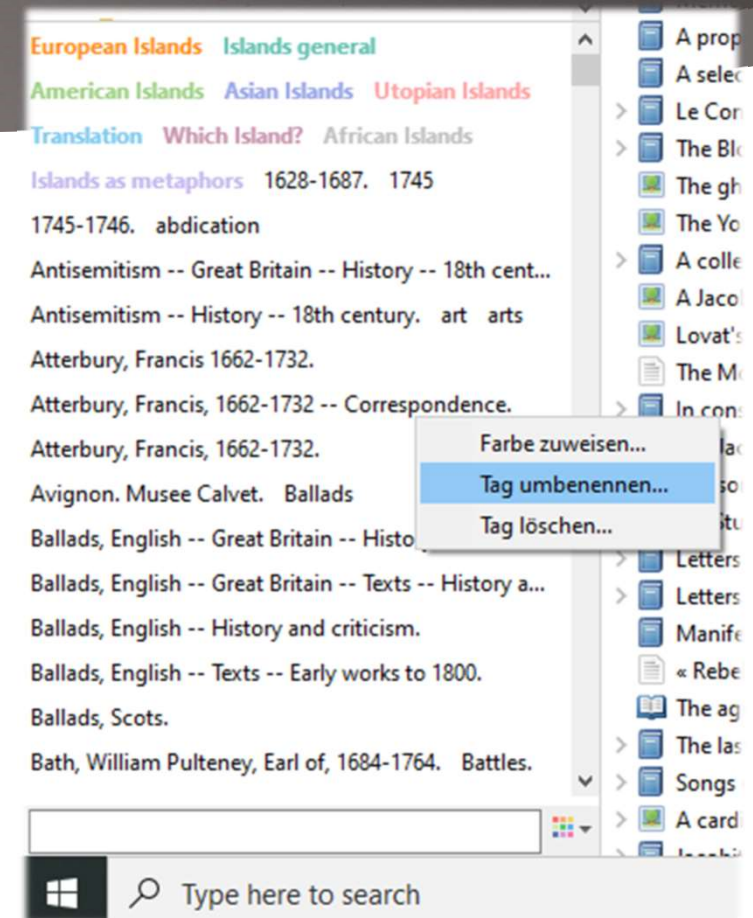 European Islands Islands general
American Islands Asian Islands Utopian Islands
Translation Which Island? African Islands
Islands as metaphors 1628-1687. 1745
1745-1746. abdication
Antisemitism -- Great Britain -- History -- 18th cent...
Antisemitism -- History -- 18th century. art arts
Atterbury, Francis 1662-1732.
Atterbury, Francis, 1662-1732 -- Correspondence.
Atterbury, Francis, 1662-1732.
Avignon. Musee Calvet. Ballads
Ballads, English -- Great Britain -- Histo
Ballads, English -- Great Britain -- Texts -- History a...
Ballads, English -- History and criticism.
Ballads, English -- Texts -- Early works to 1800.
Ballads, Scots.
Bath, William Pulteney, Earl of, 1684-1764. Battles.
Farbe zuweisen...
Tag umbenennen...
Tag löschen...
A prop
A selec
Le Cor
The Blo
The gh
The Yo
A colle
A Jaco
Lovat's
The Mo
In cons
Letters
Letters
Manife
« Rebe
The ag
The las
Songs
A card
Type here to search